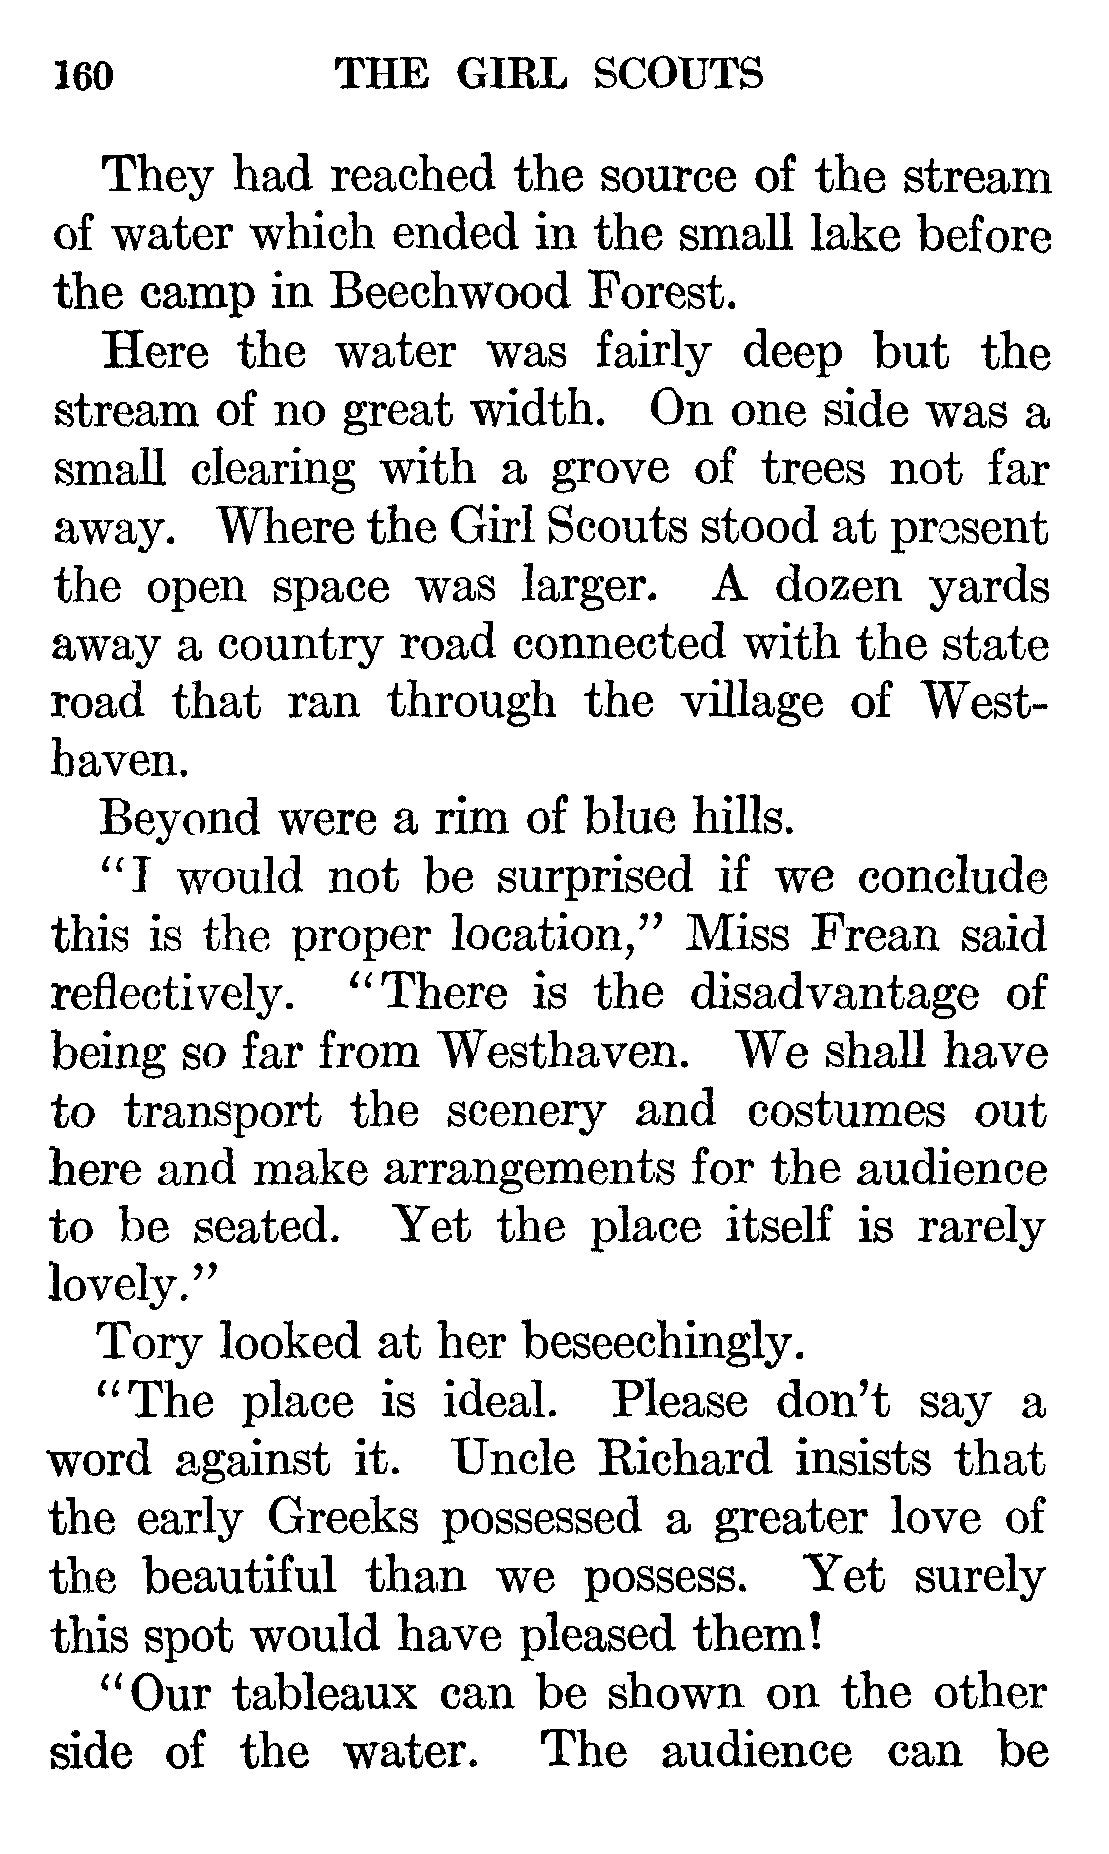 160 THE GIRL SCOUTS
They had reached the source of the stream
of water which ended in the small lake before
the camp in Beechwood Forest.
Here the water was fairly deep but the
stream of no great width. On one side was a
small clearing with a grove of trees not far
away. Where the Girl Scouts stood at present
the open space was larger. A dozen yards
away a country road connected with the state
road that ran through the village of West-
haven.
Beyond were a rim of blue hills.
“I would not be surprised if we conclude
this is the proper location,” Miss Frean said
reflectively. “There is the disadvantage of
being so far from Westhaven. We shall have
to transport the scenery and costumes out
here and make arrangements for the audience
to be seated. Yet the place itself is rarely
lovely.”
Tory looked at her beseechingly.
“The place is ideal. Please don’t say a
word against it. Uncle Richard insists that
the early Greeks possessed a greater love of
the beautiful than we possess. Yet surely
this spot would have pleased them!
“Our tableaux can be shown on the other
side of the water. The audience can be